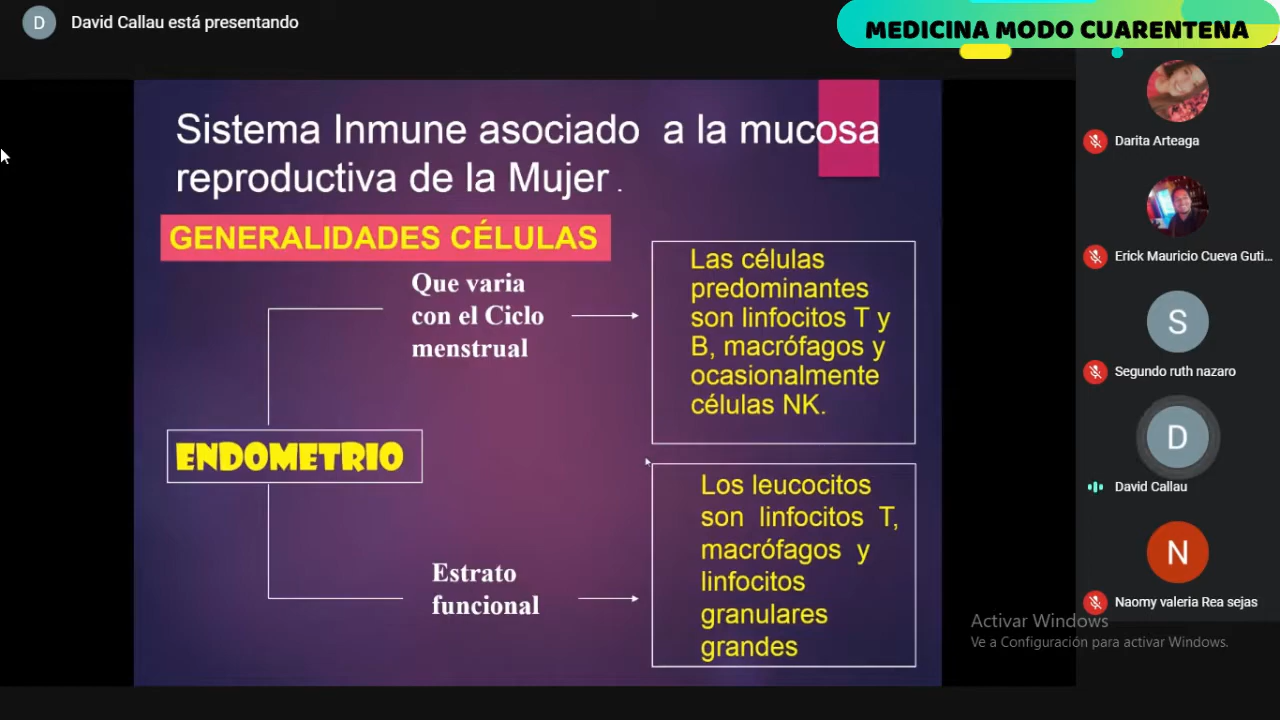 D
David Callau está presentando
MEDICINA MODO CUARENTENA
Sistema Inmune asociado a la mucosa
reproductiva de la Mujer .
GENERALIDADES CÉLULAS
Que varia
con el Ciclo
menstrual
Las células
predominantes
son linfocitos T y
B, macrófagos y
ocasionalmente
células NK.
ENDOMETRIO
Estrato
funcional
Los leucocitos
son linfocitos T,
macrófagos y
linfocitos
granulares
grandes
Darita Arteaga
Erick Mauricio Cueva Guti...
S
Segundo ruth nazaro
D
David Callau
N
Naomy valeria Rea sejas
Activar Windows
Ve a Configuración para activar Windows.